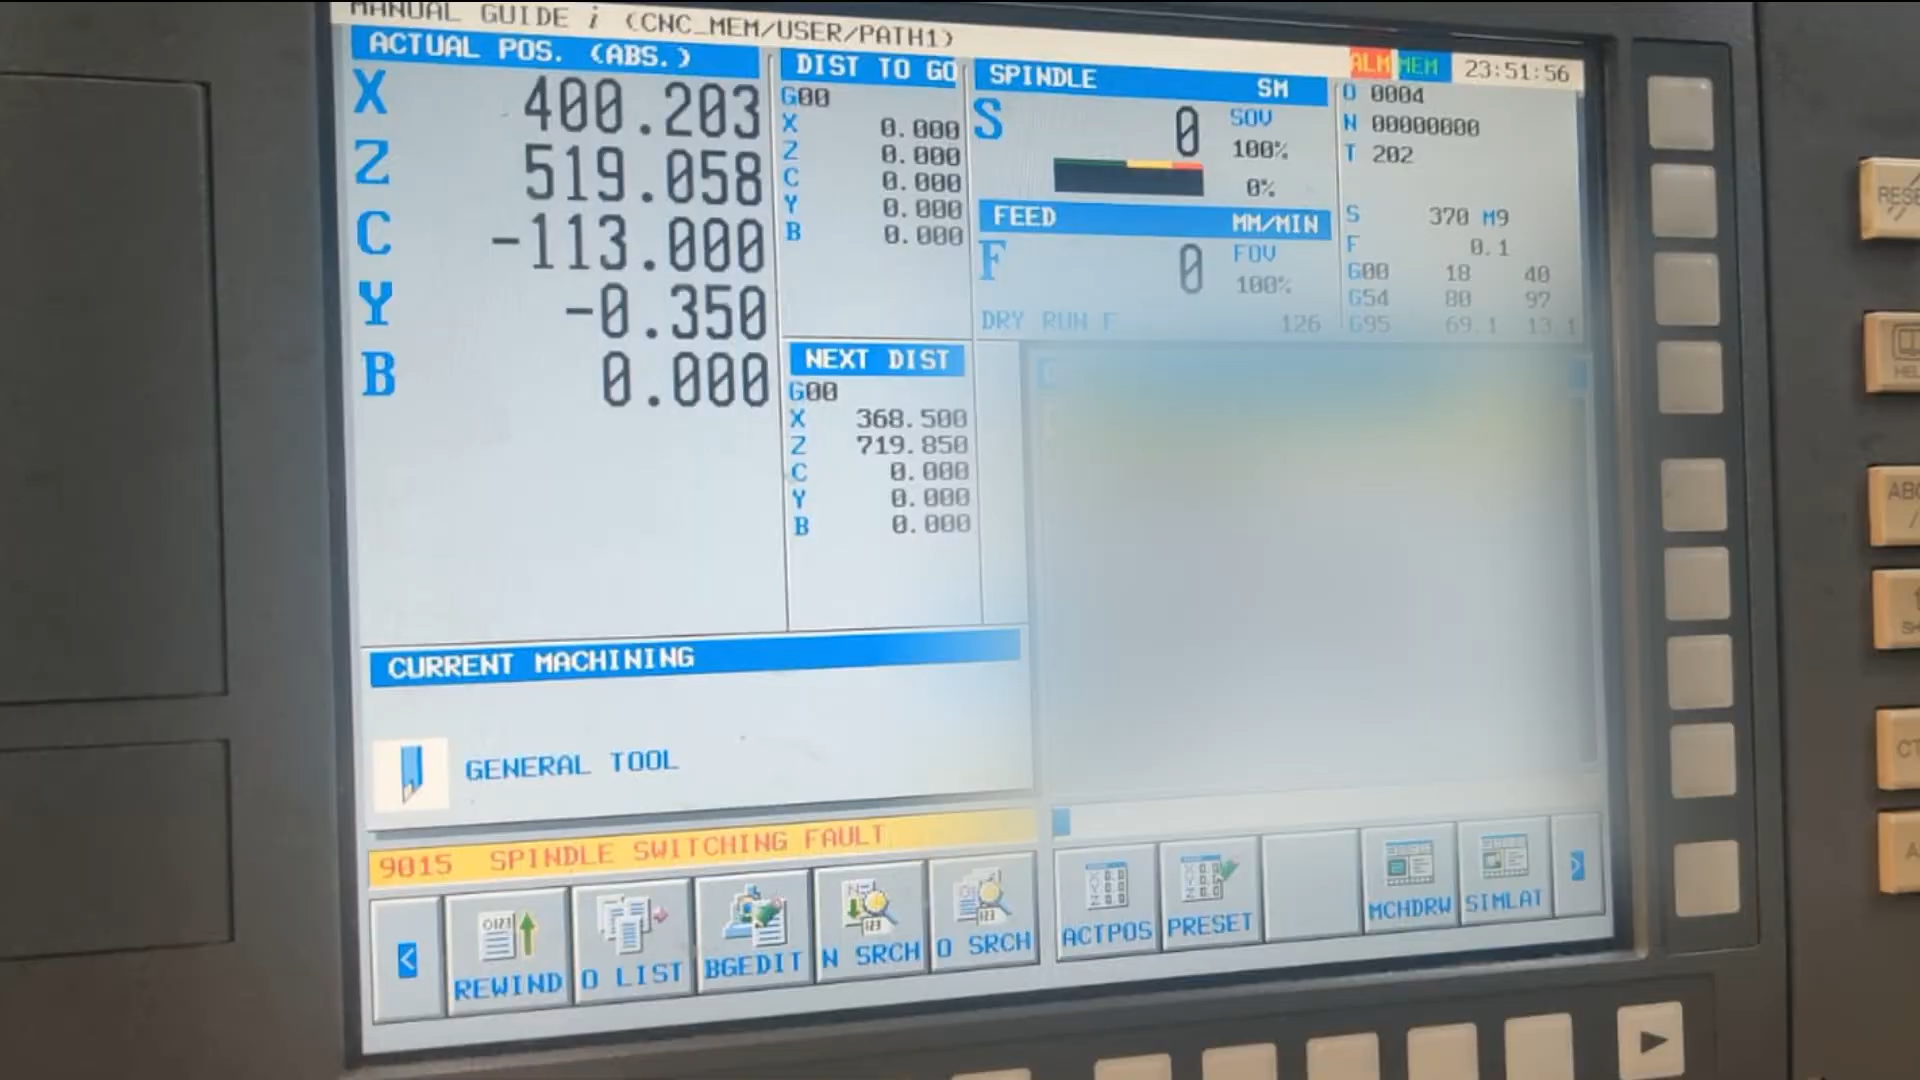 MANUAL GUIDE i (CNC_MEM/USER/PATH1)
ALM MEM 23:51:56
ACTUAL POS. (ABS.)
X 400.203
Z 519.058
C -113.000
Y -0.350
B 0.000
DIST TO GO
G00
X 0.000
Z 0.000
C 0.000
Y 0.000
B 0.000
NEXT DIST
G00
X 368.500
Z 719.850
C 0.000
Y 0.000
B 0.000
SPINDLE SM
S 0 SOV
100%
0%
FEED MM/MIN
F 0 FOV
100%
DRY RUN F 126
O 0004
N 00000000
T 202
S 370 M9
F 0.1
G00 18 40
G54 80 97
G95 69.1 13.1
CURRENT MACHINING
GENERAL TOOL
9015 SPINDLE SWITCHING FAULT
< REWIND O LIST BGEDIT N SRCH O SRCH ACTPOS PRESET MCHDRW SIMLAT >
RESE
HEL
ABC
SH
CT
A